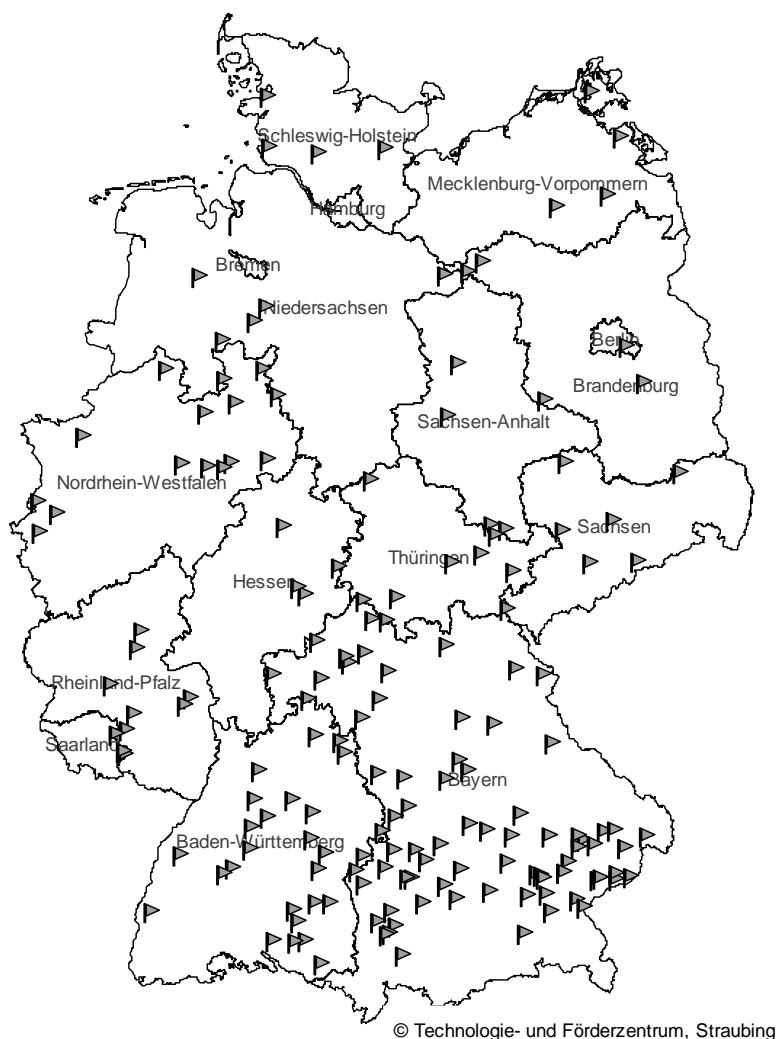 Schleswig-Holstein
Mecklenburg-Vorpommern
Hamburg
Bremen
Niedersachsen
Berlin
Brandenburg
Sachsen-Anhalt
Nordrhein-Westfalen
Sachsen
Thüringen
Hessen
Rheinland-Pfalz
Saarland
Bayern
Baden-Württemberg
© Technologie- und Förderzentrum, Straubing